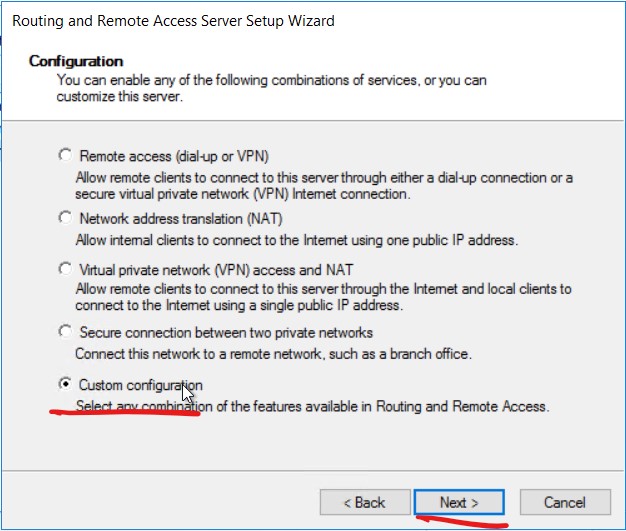 Routing and Remote Access Server Setup Wizard
Configuration
You can enable any of the following combinations of services, or you can
customize this server.
Remote access (dial-up or VPN)
Allow remote clients to connect to this server through either a dial-up connection or a
secure virtual private network (VPN) Internet connection.
Network address translation (NAT)
Allow internal clients to connect to the Internet using one public IP address.
Virtual private network (VPN) access and NAT
Allow remote clients to connect to this server through the Internet and local clients to
connect to the Internet using a single public IP address.
Secure connection between two private networks
Connect this network to a remote network, such as a branch office.
Custom configuration
Select any combination of the features available in Routing and Remote Access.
< Back Next > Cancel